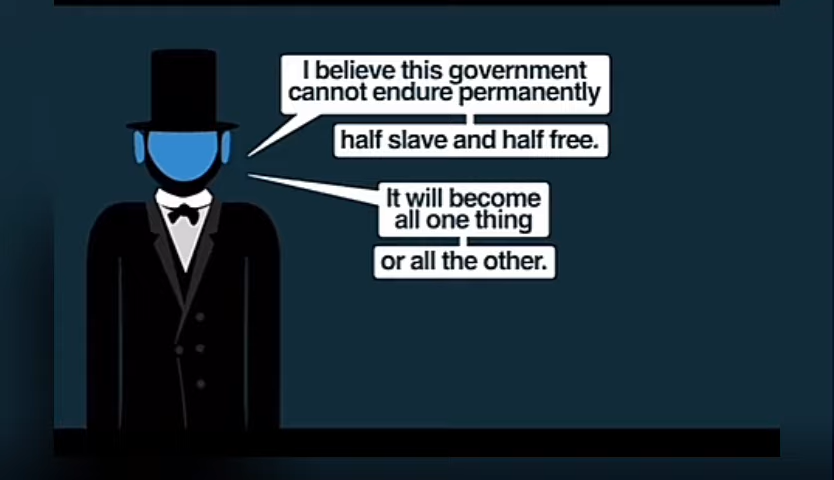 I believe this government
cannot endure permanently
half slave and half free.
It will become
all one thing
or all the other.